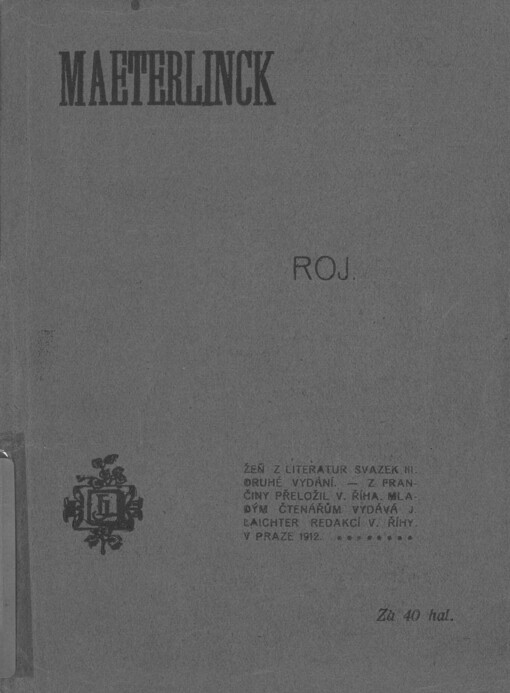 MAETERLINCK
ROJ.
ŽEŇ Z LITERATUR SVAZEK III.
DRUHÉ VYDÁNÍ. — Z FRAN-
ČINY PŘELOŽIL V. ŘÍHA. MLA-
DÝM ČTENÁŘŮM VYDÁVÁ J.
LAICHTER REDAKCÍ V. ŘÍHY.
V PRAZE 1912. • • • • • • • •
JL
Za 40 hal.